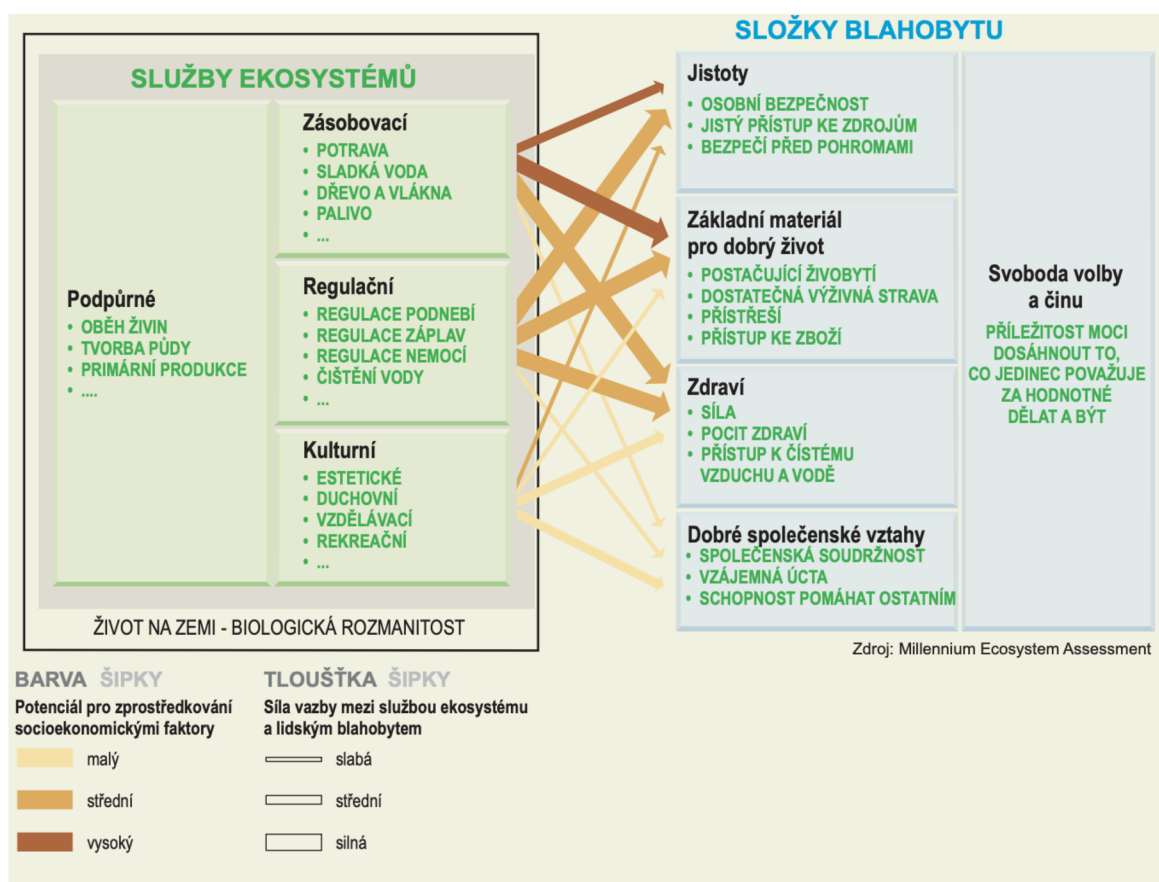 SLOŽKY BLAHOBYTU
SLUŽBY EKOSYSTÉMŮ
Podpůrné
• OBĚH ŽIVIN
• TVORBA PŮDY
• PRIMÁRNÍ PRODUKCE
• ....
Zásobovací
• POTRAVA
• SLADKÁ VODA
• DŘEVO A VLÁKNA
• PALIVO
• ...
Regulační
• REGULACE PODNEBÍ
• REGULACE ZÁPLAV
• REGULACE NEMOCÍ
• ČIŠTĚNÍ VODY
• ...
Kulturní
• ESTETICKÉ
• DUCHOVNÍ
• VZDĚLÁVACÍ
• REKREAČNÍ
• ...
ŽIVOT NA ZEMI - BIOLOGICKÁ ROZMANITOST
Jistoty
• OSOBNÍ BEZPEČNOST
• JISTÝ PŘÍSTUP KE ZDROJŮM
• BEZPEČÍ PŘED POHROMAMI
Základní materiál
pro dobrý život
• POSTAČUJÍCÍ ŽIVOBYTÍ
• DOSTATEČNÁ VÝŽIVNÁ STRAVA
• PŘÍSTŘEŠÍ
• PŘÍSTUP KE ZBOŽÍ
Zdraví
• SÍLA
• POCIT ZDRAVÍ
• PŘÍSTUP K ČÍSTÉMU
VZDUCHU A VODĚ
Dobré společenské vztahy
• SPOLEČENSKÁ SOUDRŽNOST
• VZÁJEMNÁ ÚCTA
• SCHOPNOST POMÁHAT OSTATNÍM
Svoboda volby
a činu
PŘÍLEŽITOST MOCI
DOSÁHNOUT TO,
CO JEDINEC POVAŽUJE
ZA HODNOTNÉ
DĚLAT A BÝT
Zdroj: Millennium Ecosystem Assessment
BARVA ŠIPKY
Potenciál pro zprostředkování
socioekonomickými faktory
malý
střední
vysoký
TLOUŠŤKA ŠIPKY
Síla vazby mezi službou ekosystému
a lidským blahobytem
slabá
střední
silná